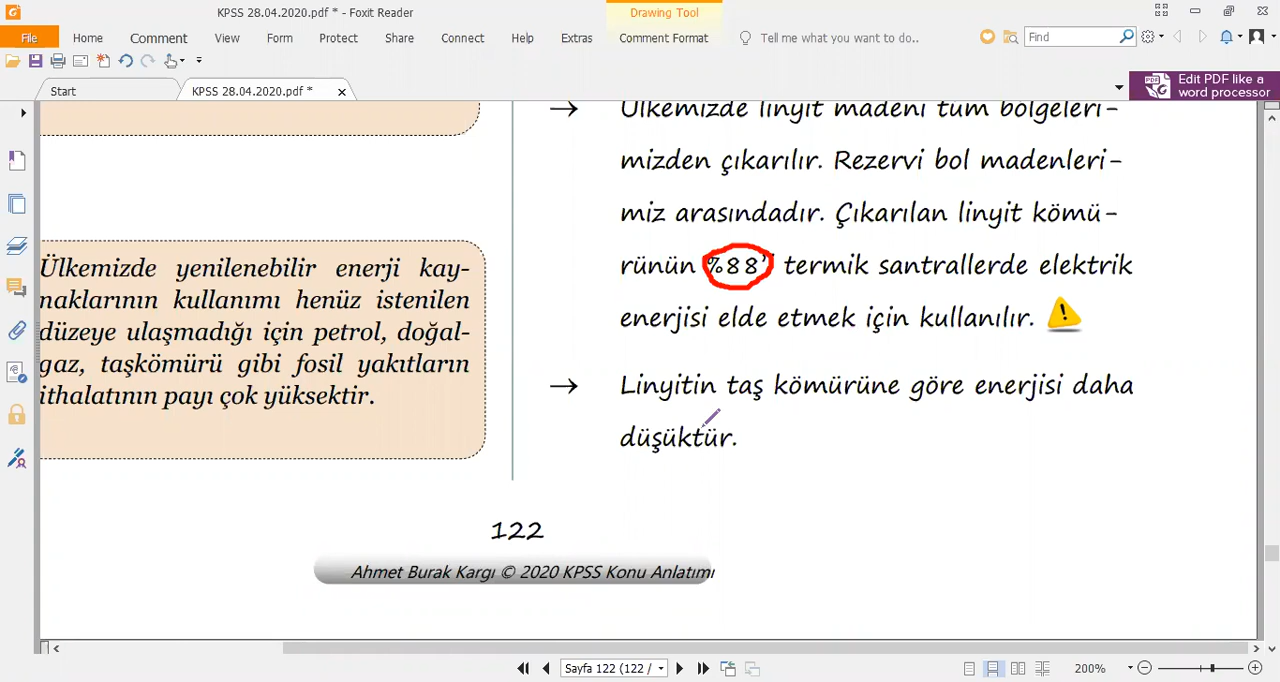 KPSS 28.04.2020.pdf * - Foxit Reader
Drawing Tool
File Home Comment View Form Protect Share Connect Help Extras Comment Format Tell me what you want to do.. Find
Start KPSS 28.04.2020.pdf *
Edit PDF like a
word processor
Ülkemizde yenilenebilir enerji kay-
naklarının kullanımı henüz istenilen
düzeye ulaşmadığı için petrol, doğal-
gaz, taşkömürü gibi fosil yakıtların
ithalatının payı çok yüksektir.
→ Ülkemizde linyit madeni tüm bölgeleri-
mizden çıkarılır. Rezervi bol madenleri-
miz arasındadır. Çıkarılan linyit kömü-
rünün %88' termik santrallerde elektrik
enerjisi elde etmek için kullanılır.
→ Linyitin taş kömürüne göre enerjisi daha
düşüktür.
122
Ahmet Burak Kargı © 2020 KPSS Konu Anlatımı
Sayfa 122 (122 /
200%